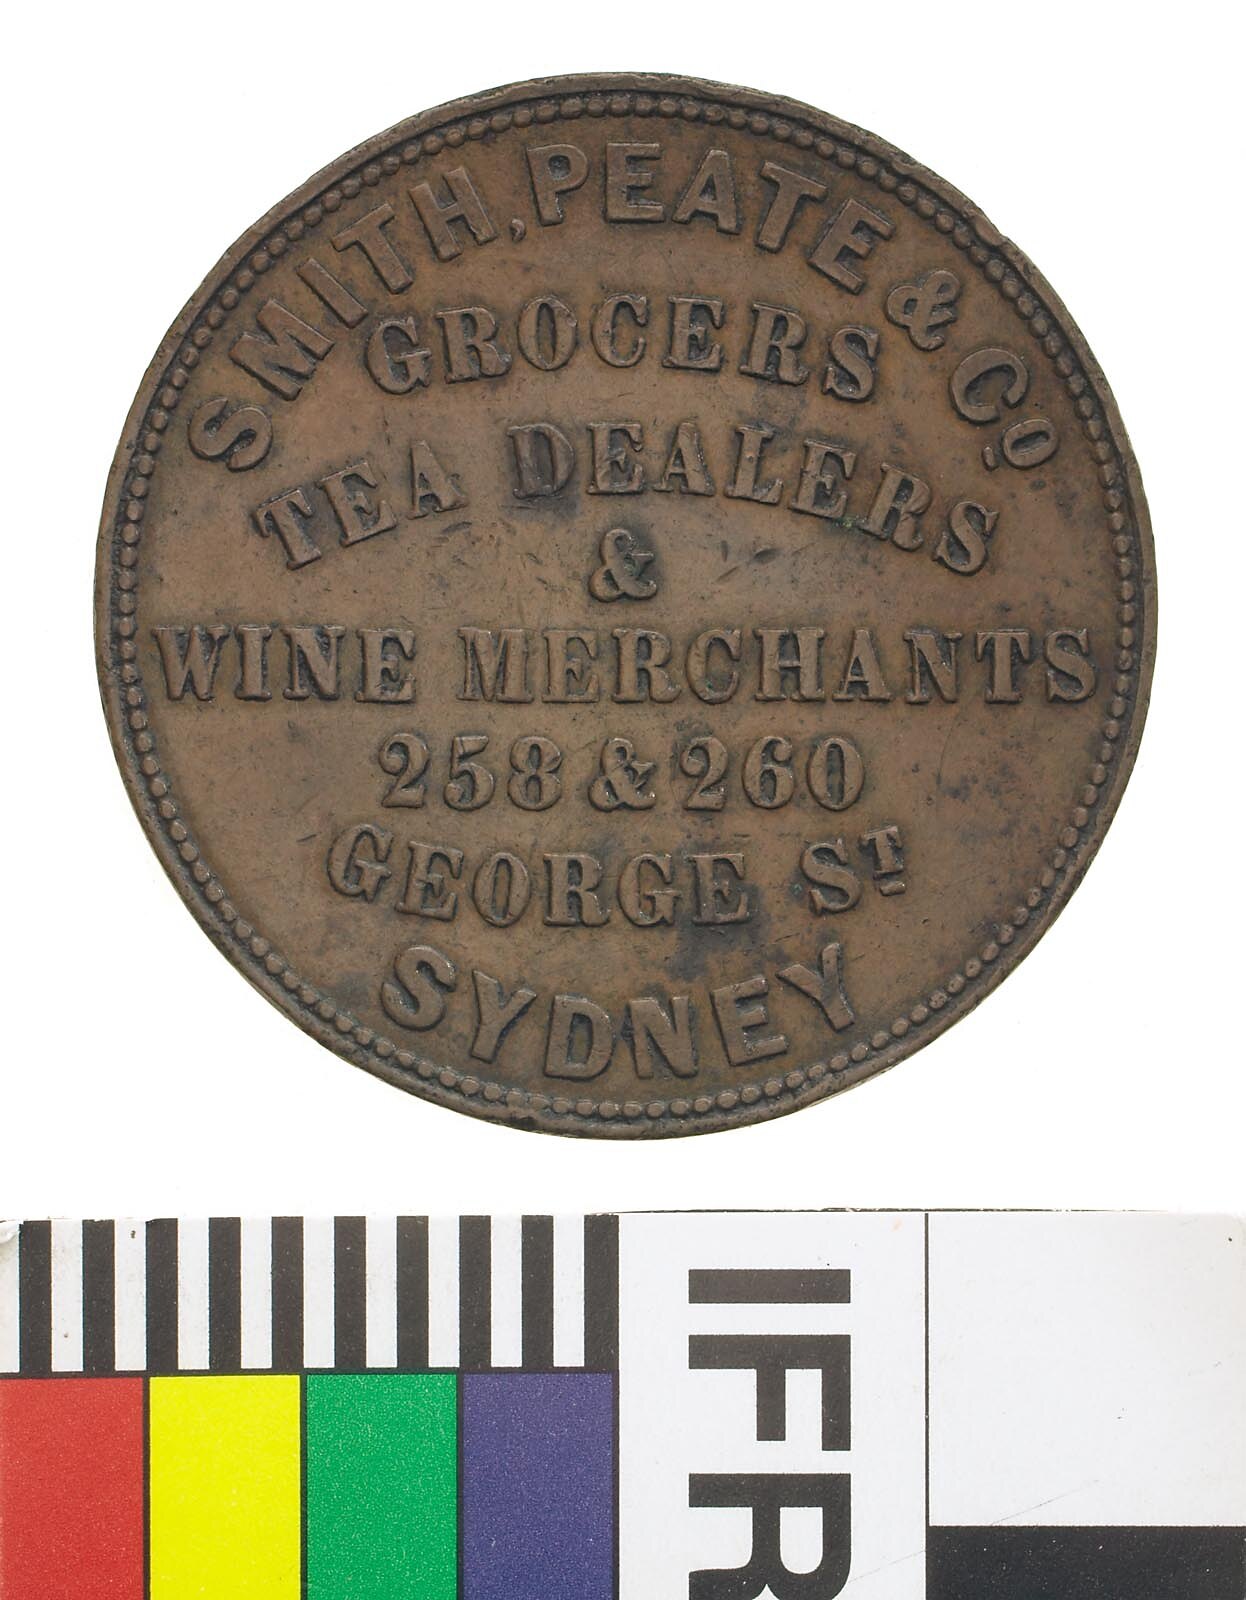 SMITH, PEATE & Co
GROCERS
TEA DEALERS
&
WINE MERCHANTS
258 & 260
GEORGE ST
SYDNEY
IFR